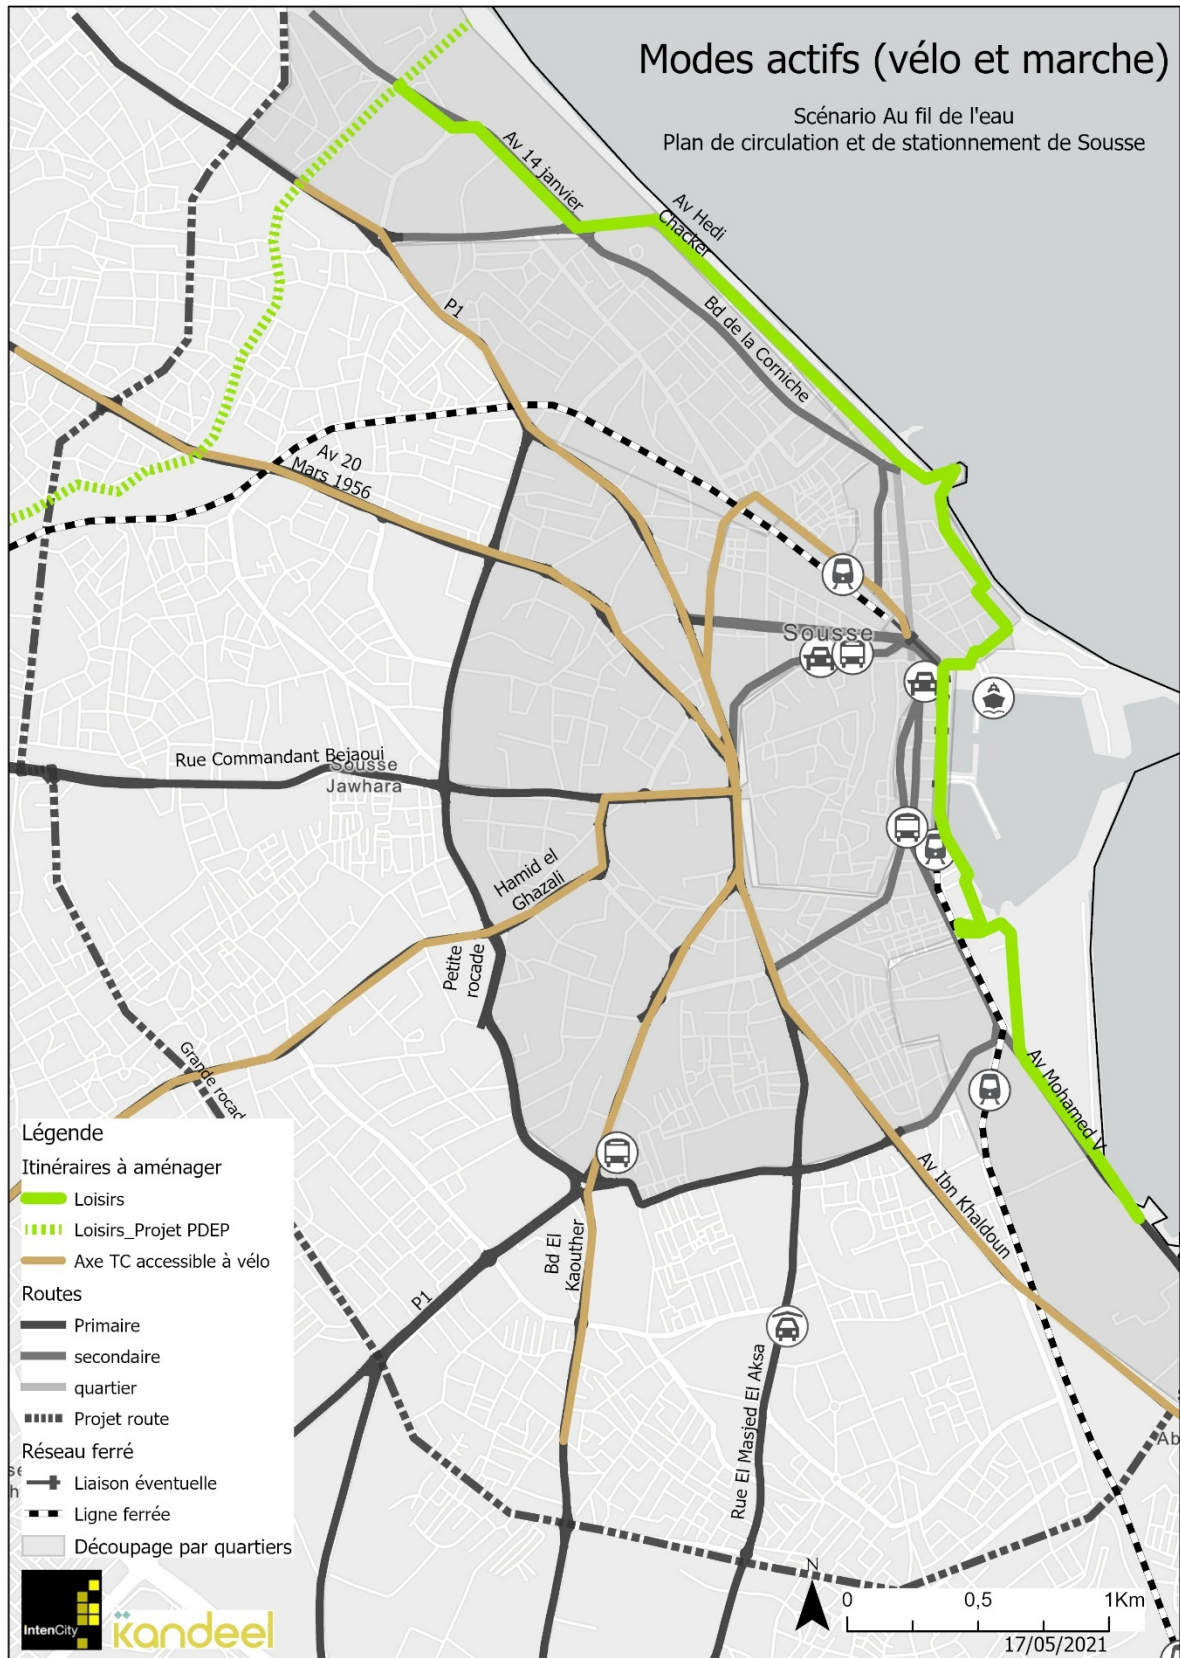 Modes actifs (vélo et marche)
Scénario Au fil de l'eau
Plan de circulation et de stationnement de Sousse
Av 14 janvier
Av Hedi
Chacker
P1
Bd de la Corniche
Av 20
Mars 1956
Sousse
Rue Commandant Bejaoui
Sousse
Jawhara
Hamid el
Ghazali
Petite
rocade
Grande rocad
Av Mohamed V
Av Ibn Khaldoun
Bd El
Kaouther
P1
Rue El Masjed El Aksa
Ab
Légende
Itinéraires à aménager
Loisirs
Loisirs_Projet PDEP
Axe TC accessible à vélo
Routes
Primaire
secondaire
quartier
Projet route
Réseau ferré
Liaison éventuelle
Ligne ferrée
Découpage par quartiers
IntenCity
kandeel
N
0 0,5 1Km
17/05/2021